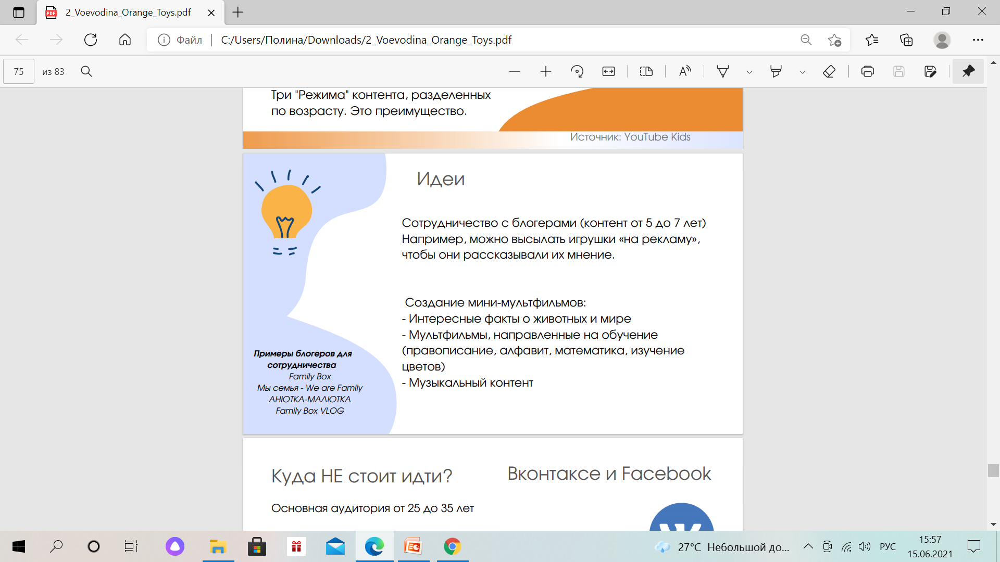 2_Voevodina_Orange_Toys.pdf
Файл
C:/Users/Полина/Downloads/2_Voevodina_Orange_Toys.pdf
75
из 83
Три "Режима" контента, разделенных
по возрасту. Это преимущество.
Источник: YouTube Kids
Идеи
Сотрудничество с блогерами (контент от 5 до 7 лет)
Например, можно высылать игрушки «на рекламу»,
чтобы они рассказывали их мнение.
Создание мини-мультфильмов:
- Интересные факты о животных и мире
- Мультфильмы, направленные на обучение
(правописание, алфавит, математика, изучение
цветов)
- Музыкальный контент
Примеры блогеров для
сотрудничества
Family Box
Мы семья - We are Family
АНЮТКА-МАЛЮТКА
Family Box VLOG
Куда НЕ стоит идти?
Вконтаксе и Facebook
Основная аудитория от 25 до 35 лет
27°C Небольшой до...
РУС
15:57
15.06.2021